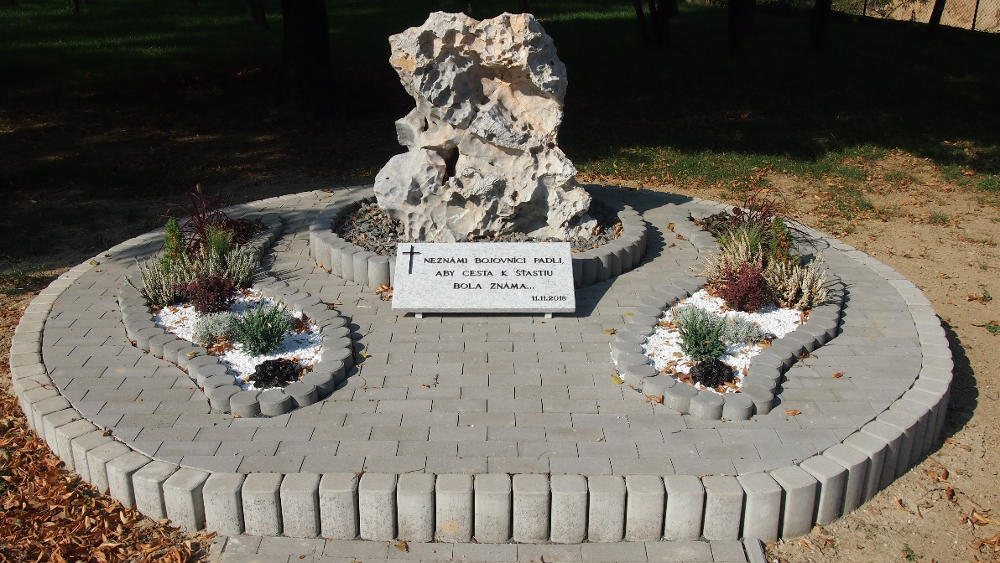 NEZNÁMI BOJOVNÍCI PADLI,
ABY CESTA K ŠŤASTIU
BOLA ZNÁMA...
11.11.2018